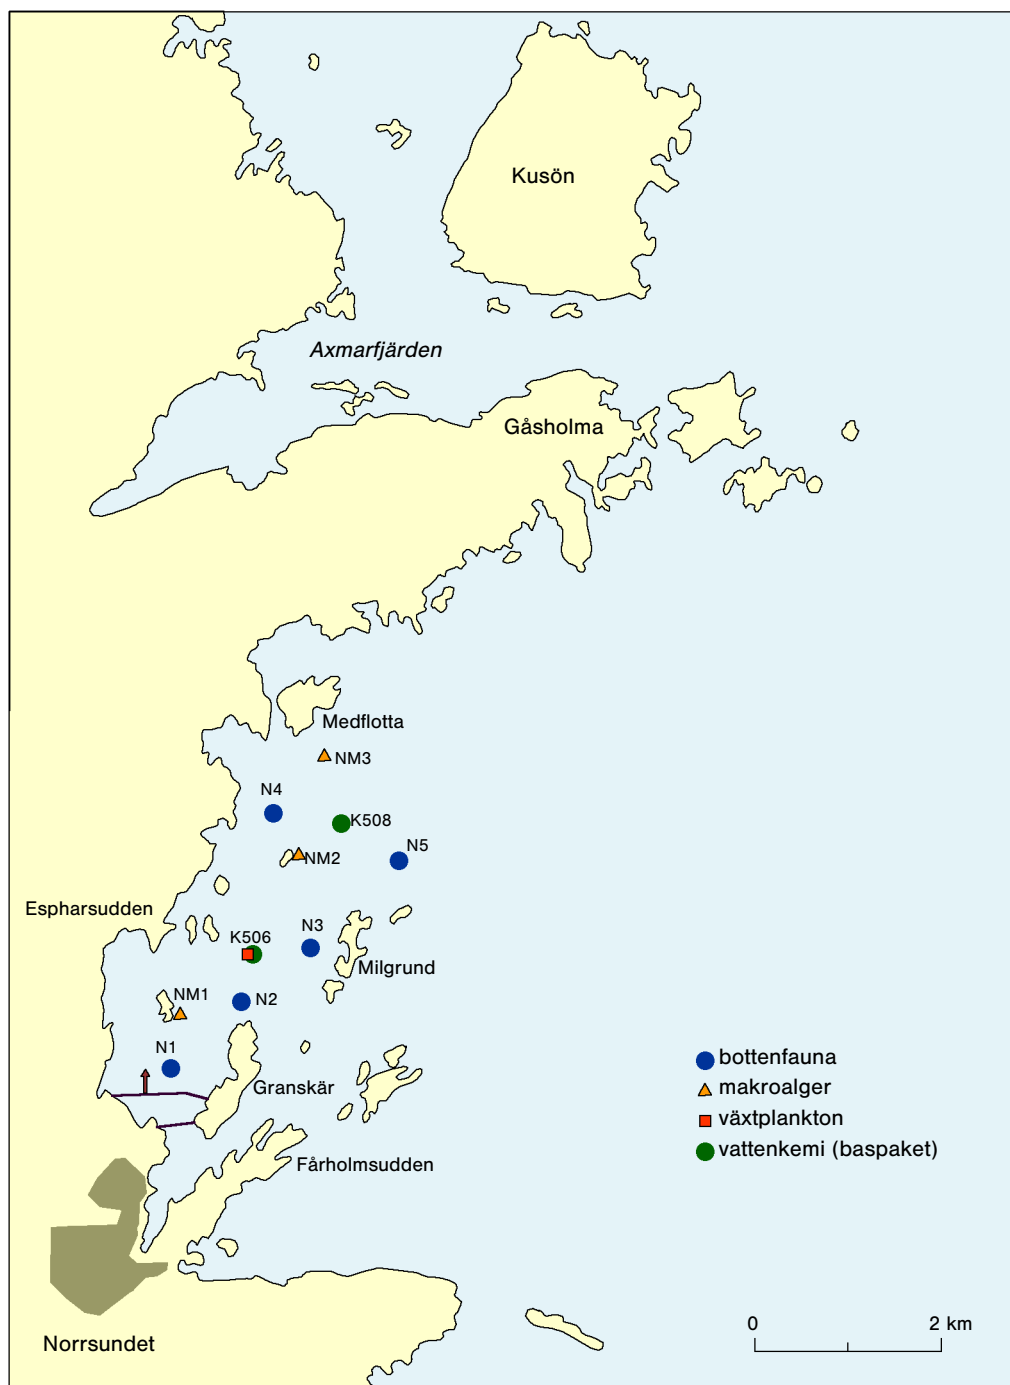 Kusön
Axmarfjärden
Gåsholma
Medflotta
NM3
N4
K508
N5
NM2
Espharsudden
N3
K506
Milgrund
NM1
N2
N1
bottenfauna
Granskär
makroalger
växtplankton
vattenkemi (baspaket)
Fårholmsudden
0 2 km
Norrsundet